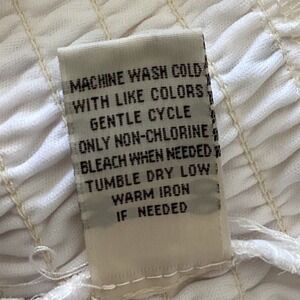 MACHINE WASH COLD
WITH LIKE COLORS
GENTLE CYCLE
ONLY NON-CHLORINE
BLEACH WHEN NEEDED
TUMBLE DRY LOW
WARM IRON
IF NEEDED